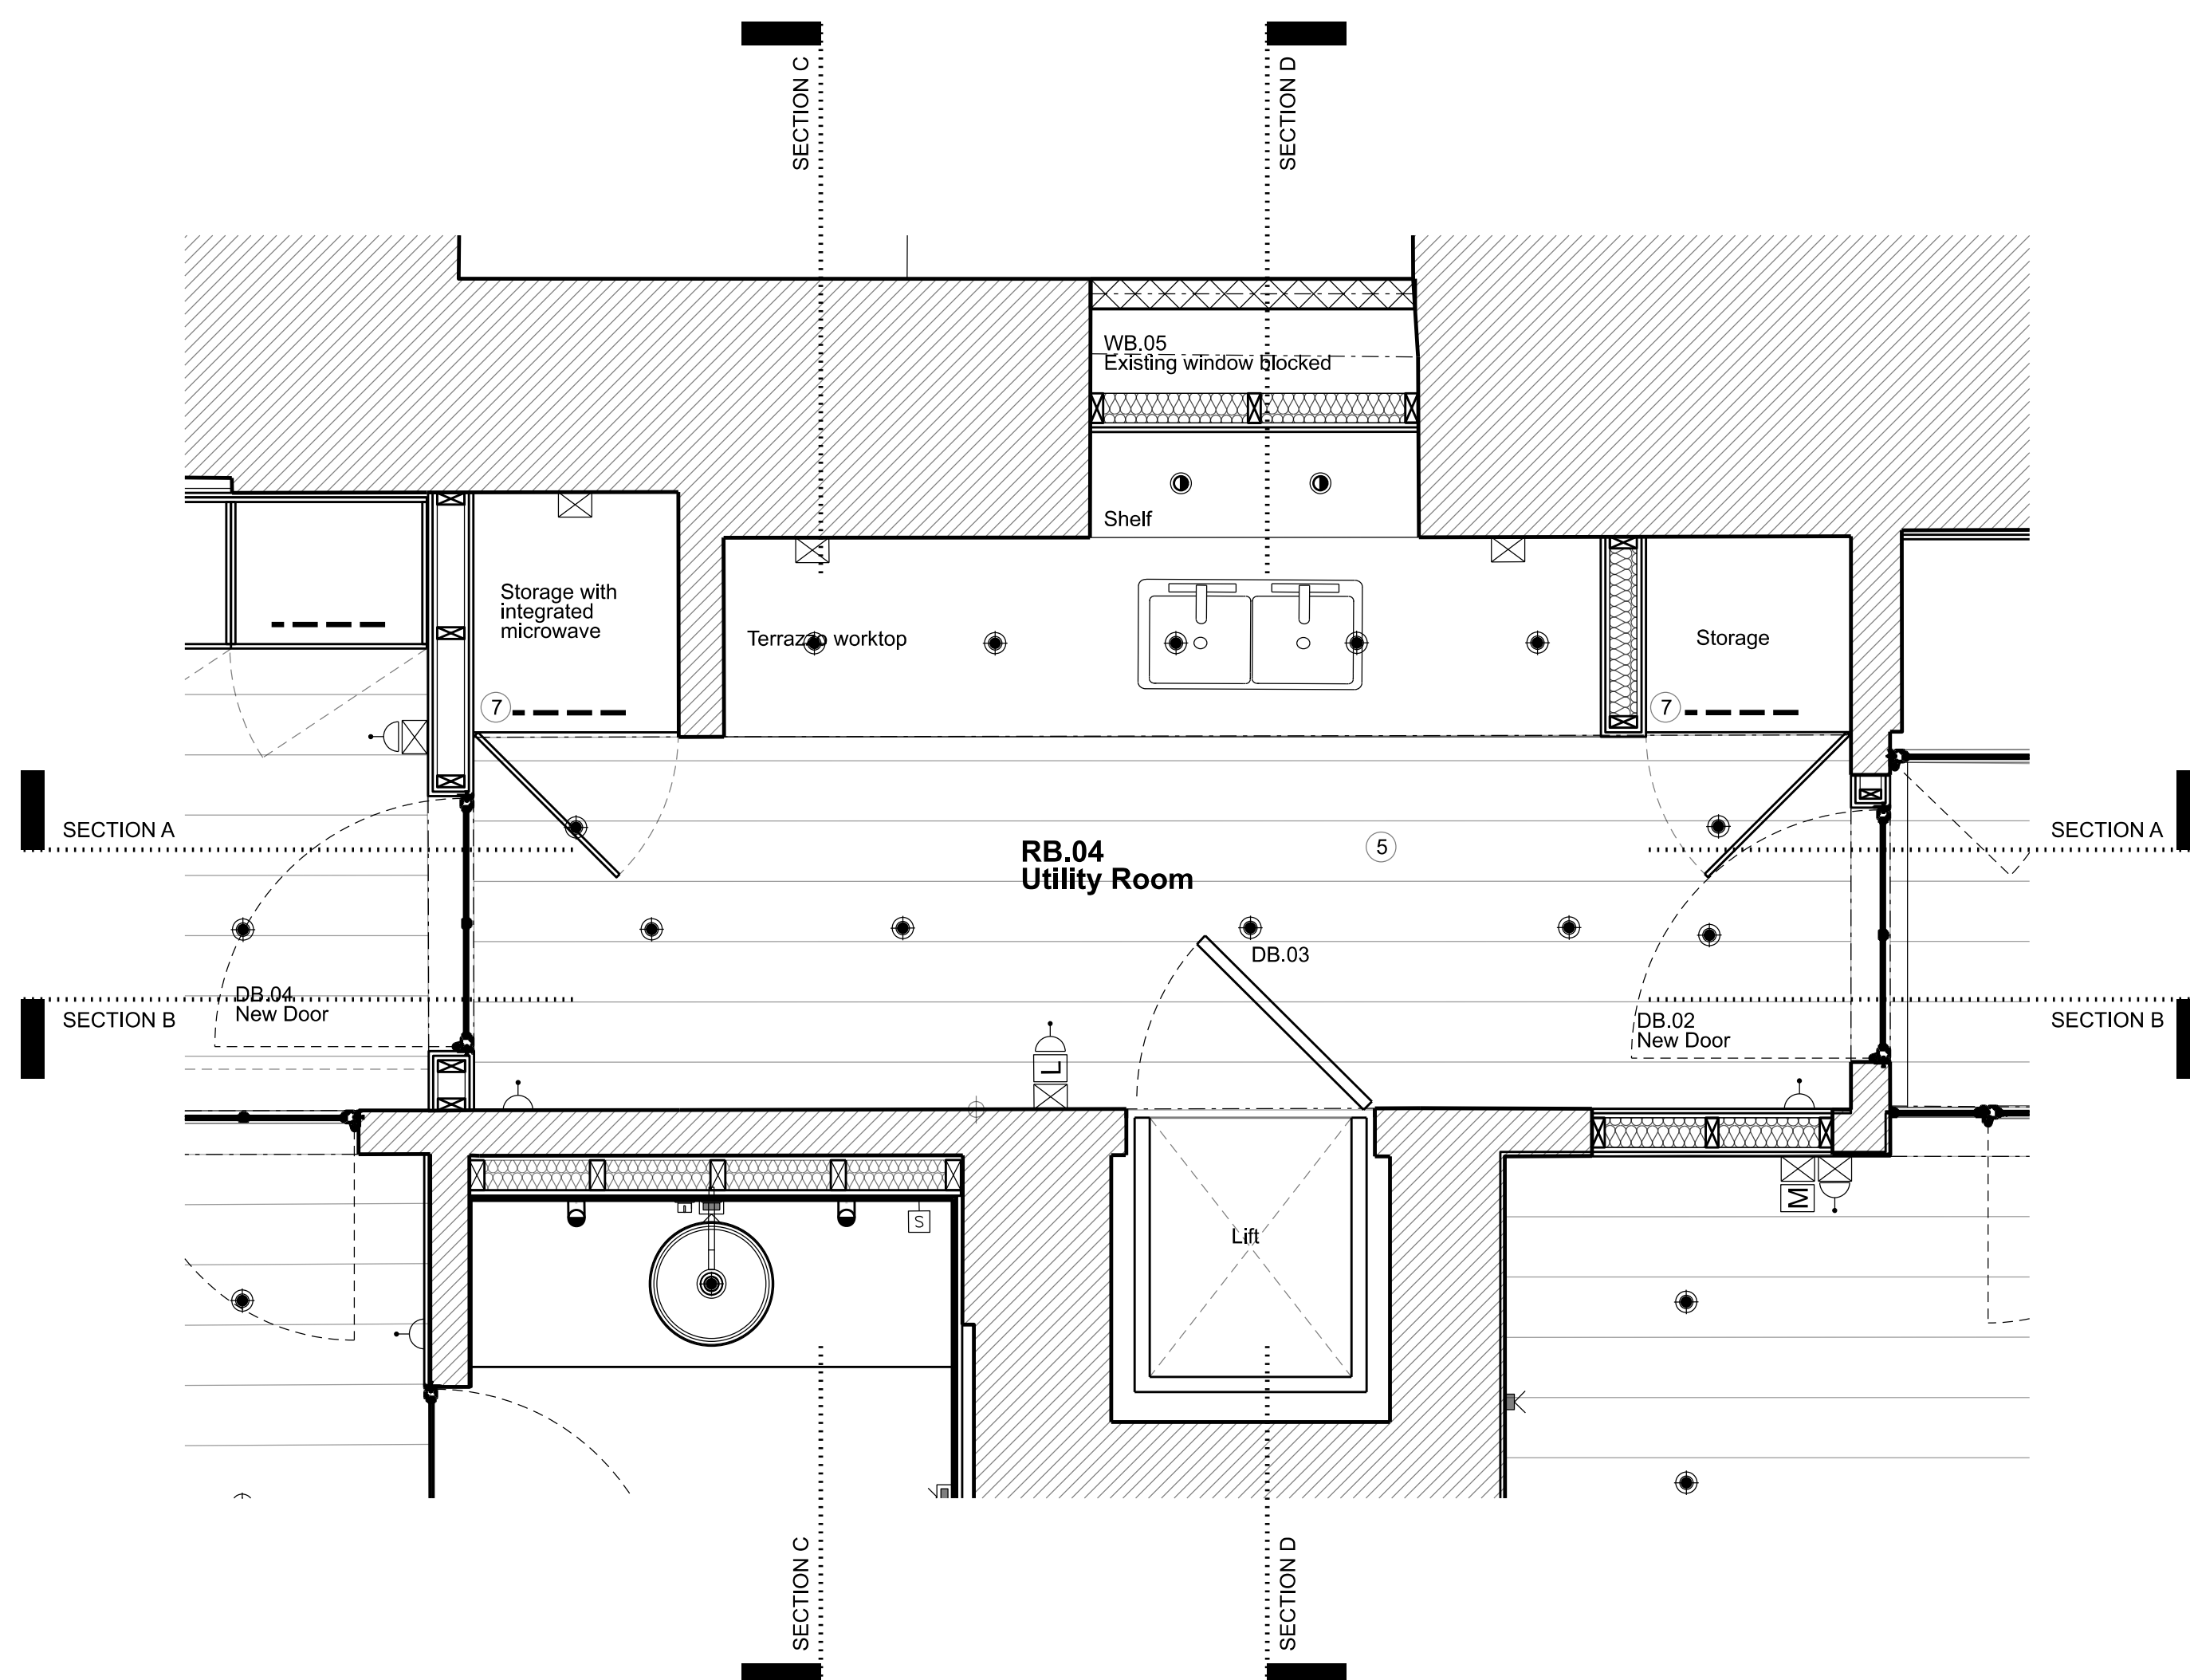 SECTION C
SECTION D
WB.05
Existing window blocked
Shelf
Storage with
integrated
microwave
Terrazzo worktop
Storage
7
7
SECTION A
SECTION A
RB.04
Utility Room
5
DB.03
DB.04
New Door
SECTION B
DB.02
New Door
SECTION B
L
M
S
Lift
SECTION C
SECTION D